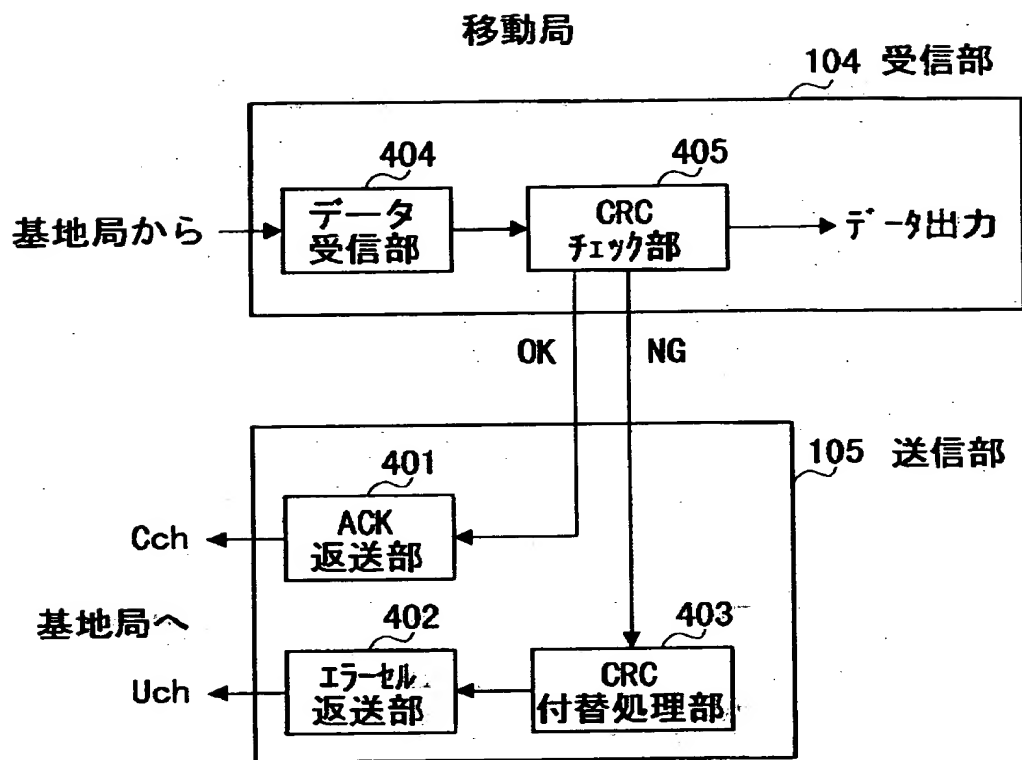 移動局
104 受信部
404
405
基地局から
データ
受信部
CRC
チェック部
データ出力
OK
NG
105 送信部
401
ACK
返送部
Cch
基地局へ
402
403
エラーセル
返送部
CRC
付替処理部
Uch